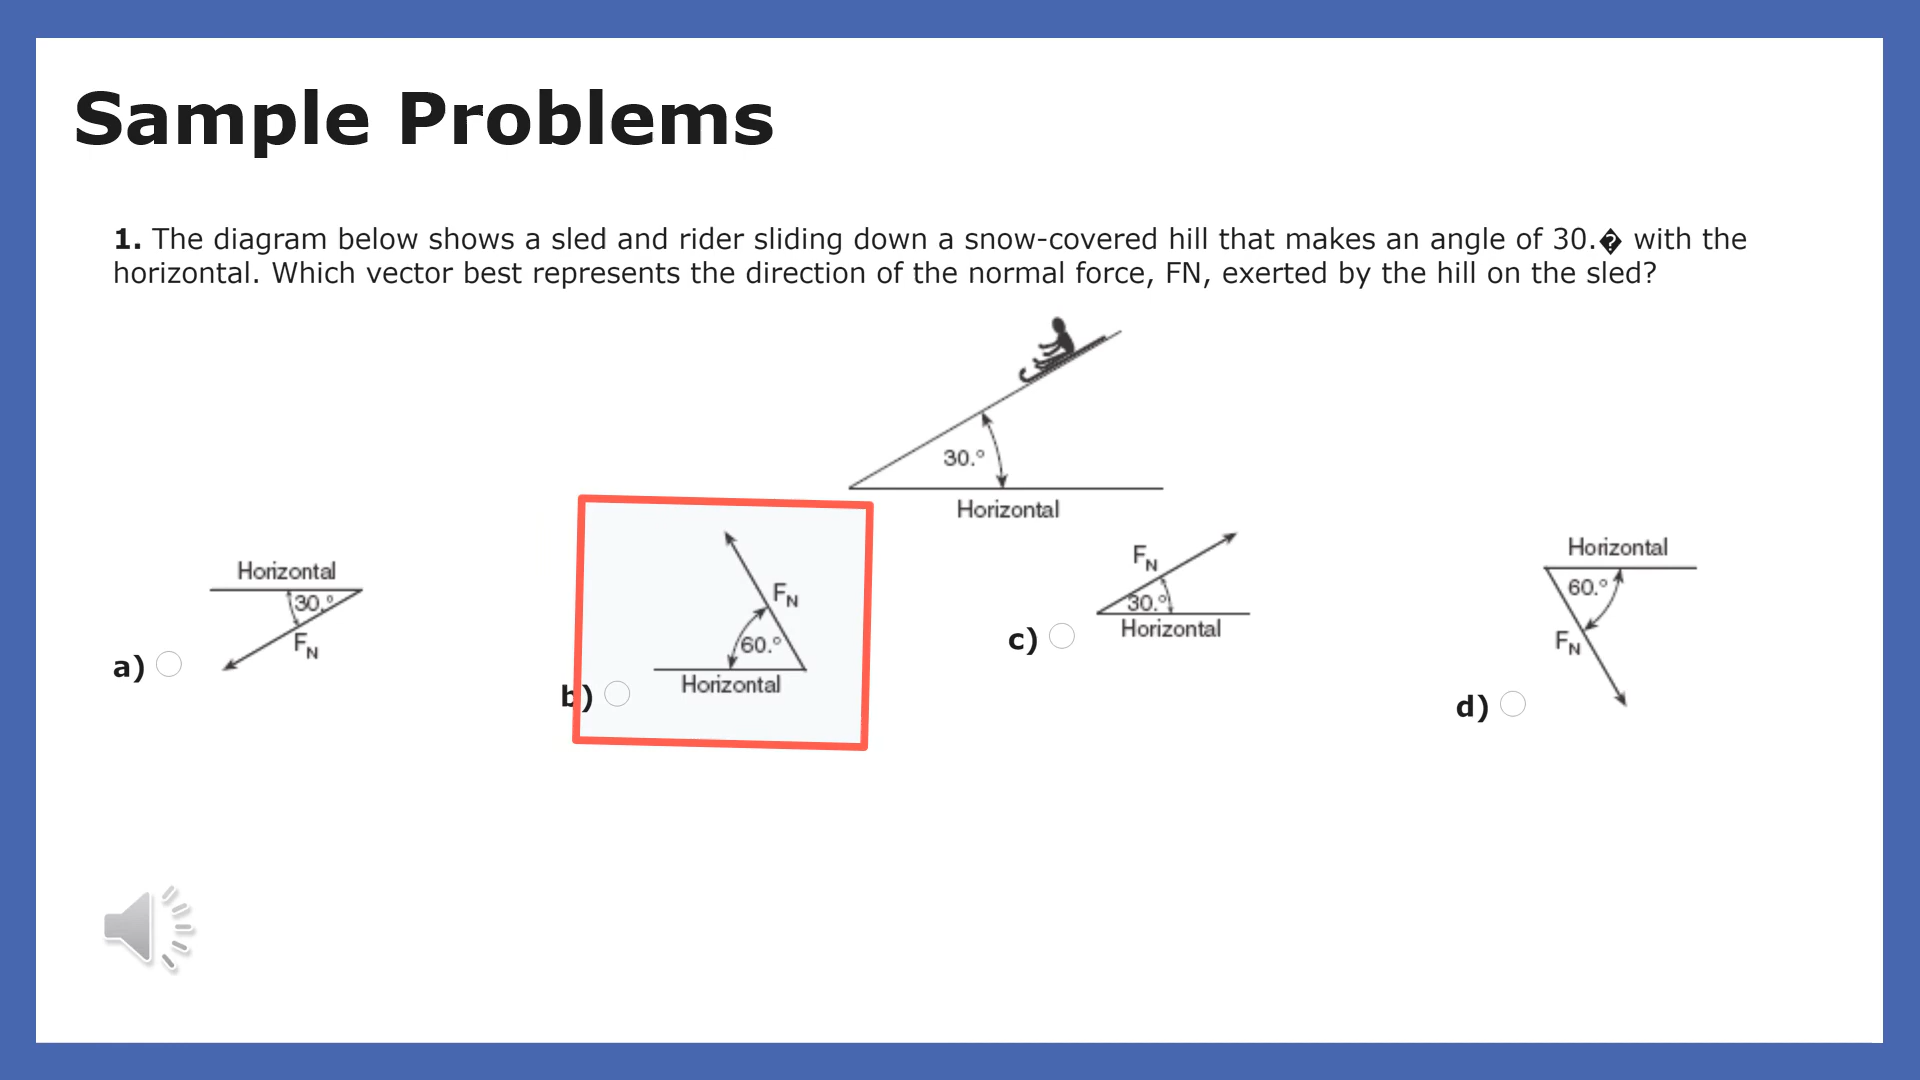 Sample Problems
1. The diagram below shows a sled and rider sliding down a snow-covered hill that makes an angle of 30.� with the
horizontal. Which vector best represents the direction of the normal force, FN, exerted by the hill on the sled?
30.°
Horizontal
Horizontal
30.°
FN
a)
FN
60.°
Horizontal
b)
FN
30.°
Horizontal
c)
Horizontal
60.°
FN
d)